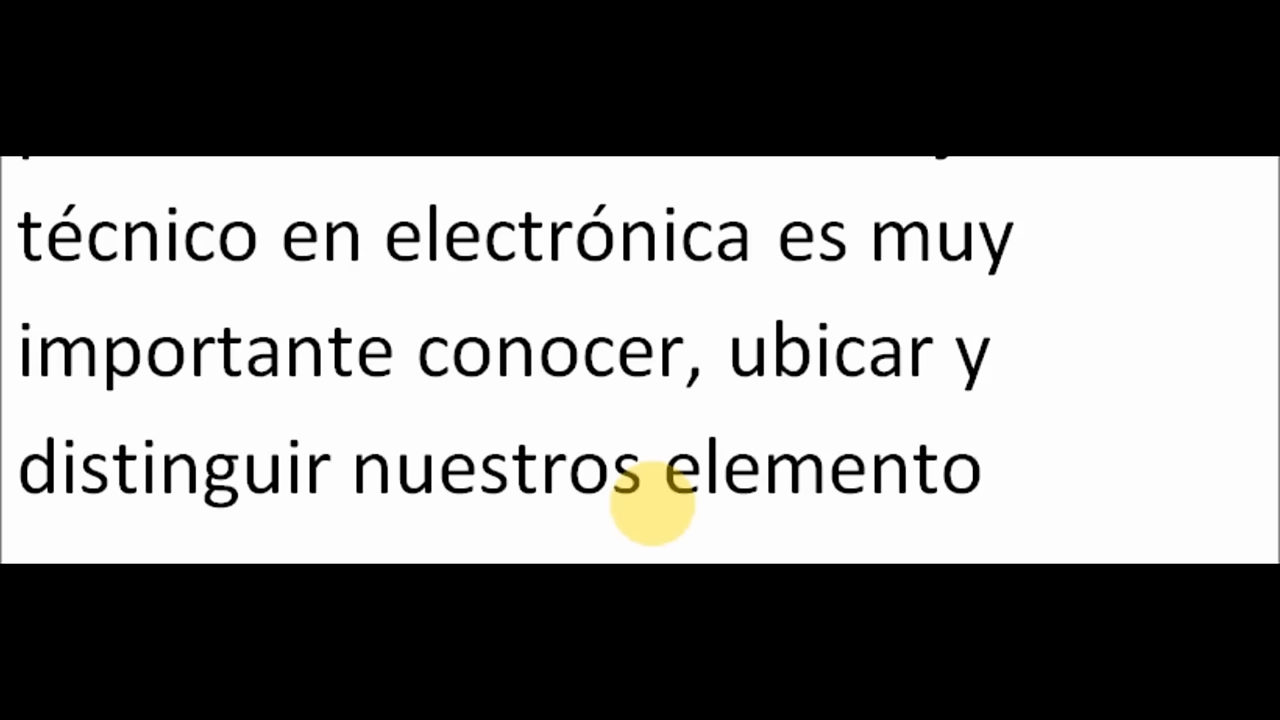 técnico en electrónica es muy
importante conocer, ubicar y
distinguir nuestros elemento